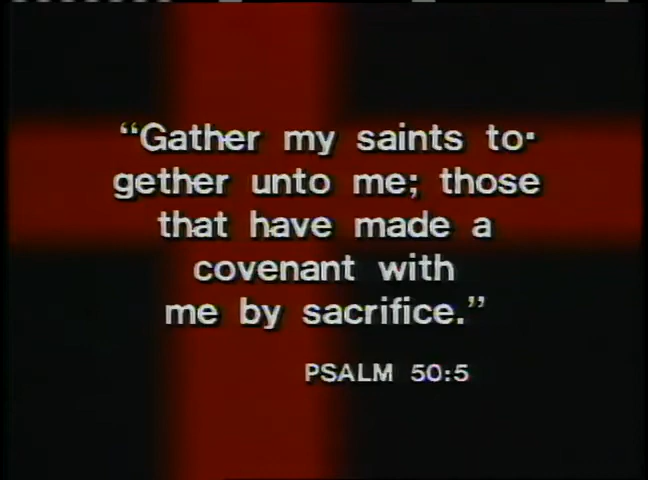 “Gather my saints to-
gether unto me; those
that have made a
covenant with
me by sacrifice.”
PSALM 50:5